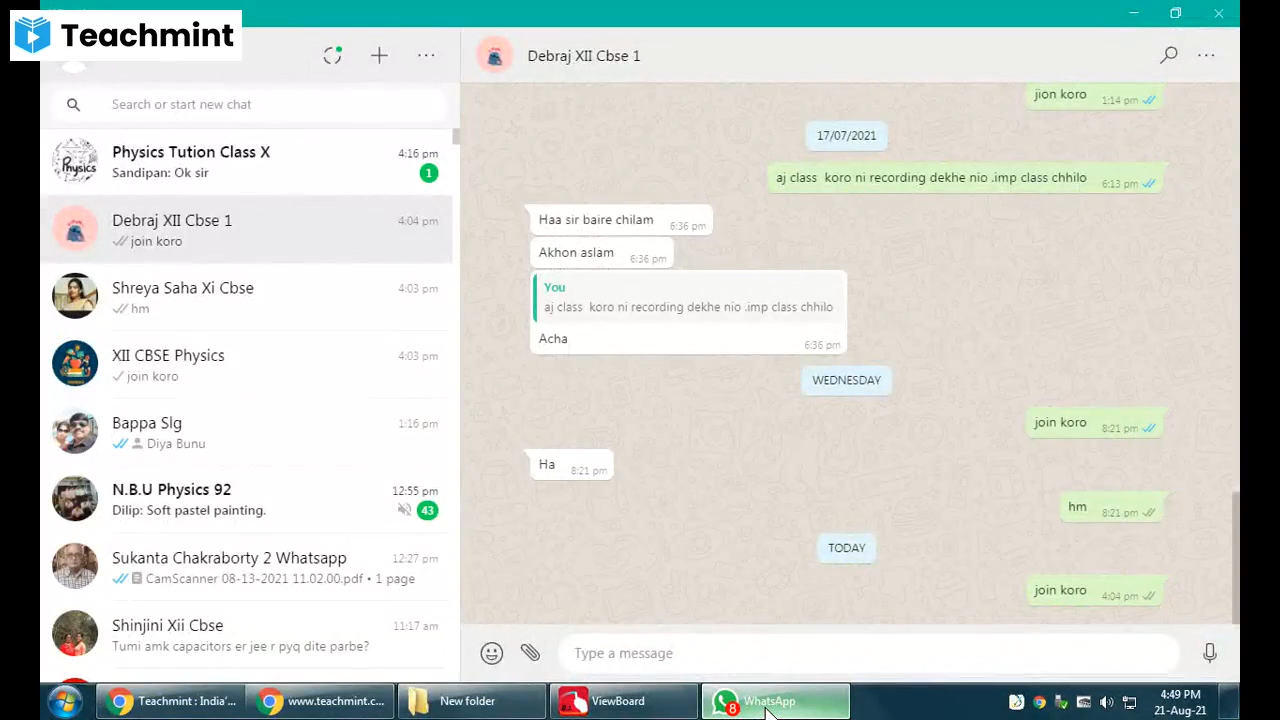 Teachmint
Search or start new chat
Physics Tution Class X
4:16 pm
Sandipan: Ok sir
1
Debraj XII Cbse 1
4:04 pm
join koro
Shreya Saha Xi Cbse
4:03 pm
hm
XII CBSE Physics
4:03 pm
join koro
Bappa Slg
1:16 pm
Diya Bunu
N.B.U Physics 92
12:55 pm
Dilip: Soft pastel painting.
43
Sukanta Chakraborty 2 Whatsapp
12:27 pm
CamScanner 08-13-2021 11.02.00.pdf • 1 page
Shinjini Xii Cbse
11:17 am
Tumi amk capacitors er jee r pyq dite parbe?
Debraj XII Cbse 1
jion koro
1:14 pm
17/07/2021
aj class koro ni recording dekhe nio .imp class chhilo
6:13 pm
Haa sir baire chilam
6:36 pm
Akhon aslam
6:36 pm
You
aj class koro ni recording dekhe nio .imp class chhilo
Acha
6:36 pm
WEDNESDAY
join koro
8:21 pm
Ha
8:21 pm
hm
8:21 pm
TODAY
join koro
4:04 pm
Type a message
Teachmint : India'...
www.teachmint.c...
New folder
ViewBoard
8
WhatsApp
4:49 PM
21-Aug-21